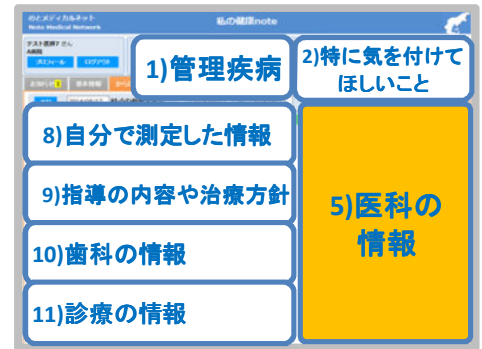 のとメディカルネット
Noto Medical Network
私の健康note
テスト医師7 さん
A病院
プロフィール ログアウト
1)管理疾病
2)特に気を付けて
ほしいこと
お知らせ 基本情報
8)自分で測定した情報
9)指導の内容や治療方針
10)歯科の情報
11)診療の情報
5)医科の
情報